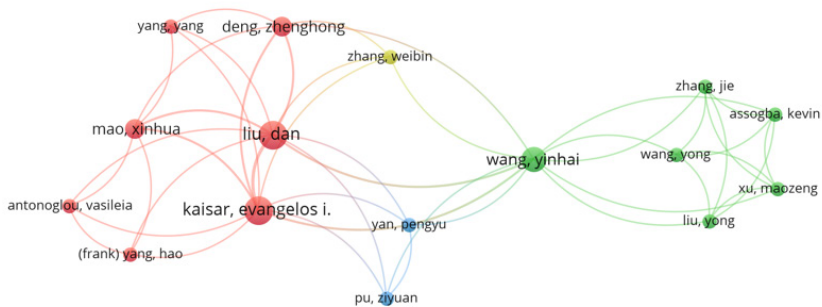 yang, yang
deng, zhenghong
zhang, weibin
zhang, jie
assogba, kevin
mao, xinhua
liu, dan
wang, yinhai
wang, yong
xu, maozeng
antonoglou, vasileia
kaisar, evangelos i.
yan, pengyu
liu, yong
(frank) yang, hao
pu, ziyuan